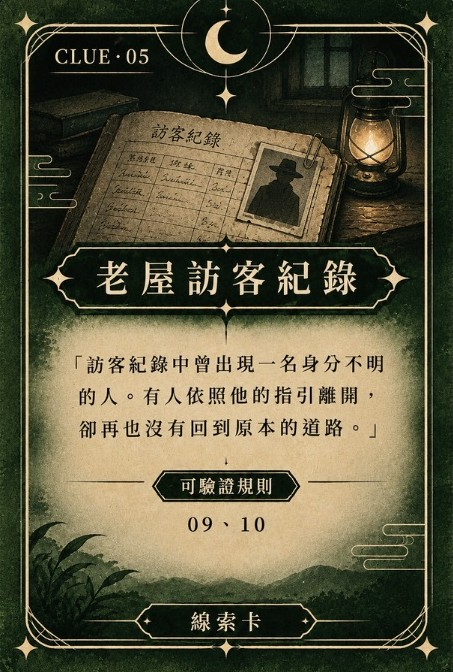 CLUE·05
訪客紀錄
老屋訪客紀錄
「訪客紀錄中曾出現一名身分不明
的人。有人依照他的指引離開，
卻再也沒有回到原本的道路。」
可驗證規則
09、10
線索卡